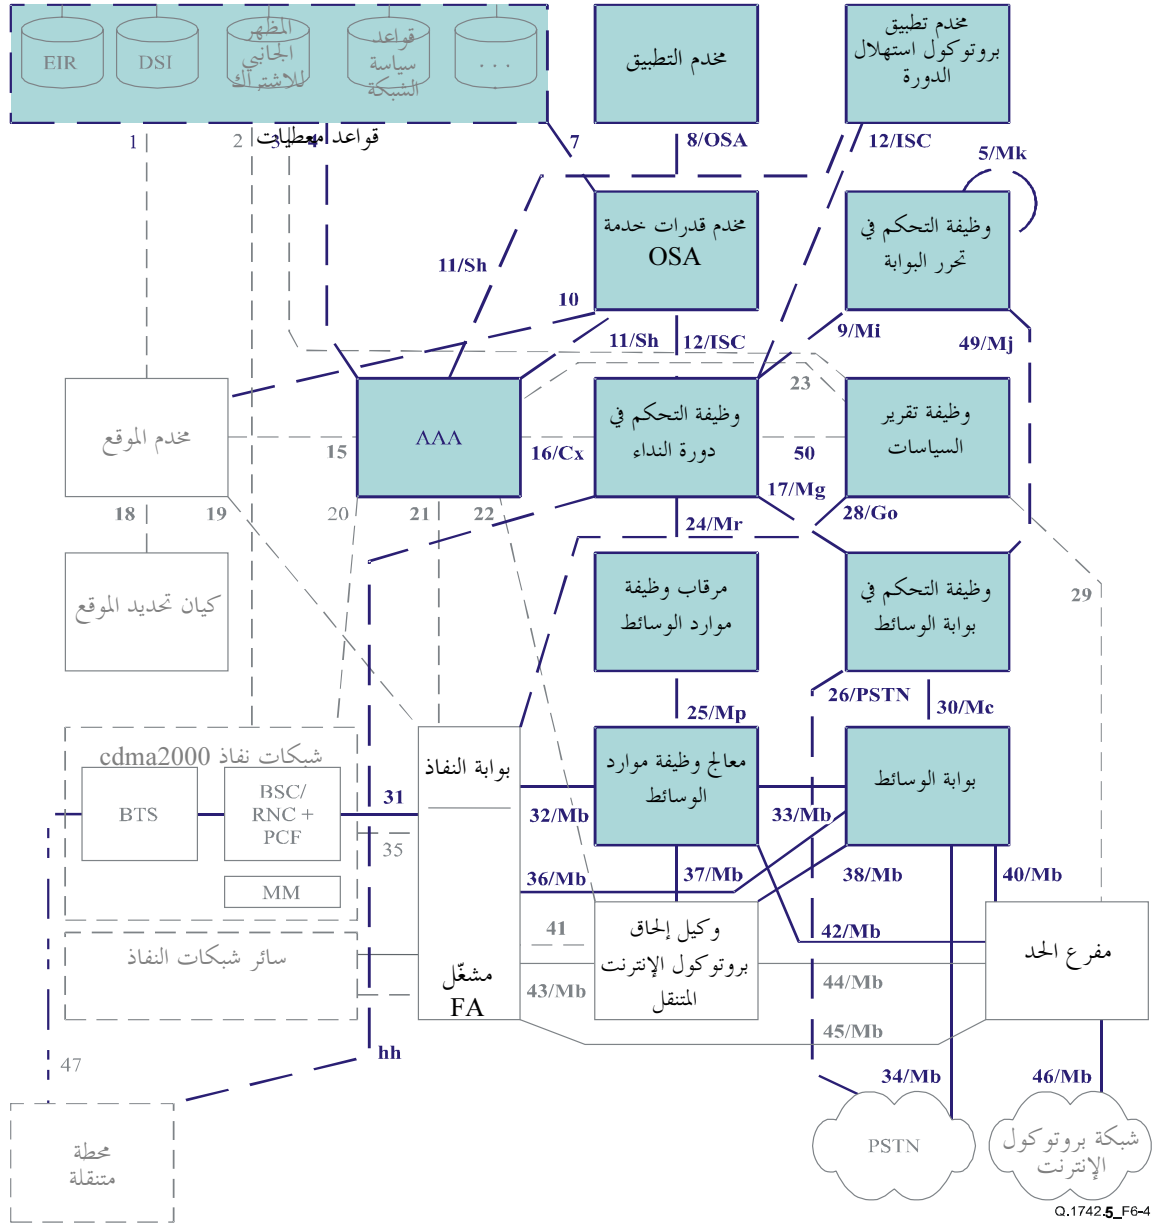 EIR
DSI
المظهر
الجانبي
للاشتراك
قواعد
سياسة
الشبكة
. . .
مخدم التطبيق
مخدم تطبيق
بروتوكول استهلال
الدورة
قواعد معطيات
1
2
3
4
7
8/OSA
12/ISC
5/Mk
مخدم قدرات خدمة
OSA
وظيفة التحكم في
تحرر البوابة
11/Sh
10
11/Sh
12/ISC
9/Mi
49/Mj
23
مخدم الموقع
15
AAA
16/Cx
وظيفة التحكم في
دورة النداء
50
وظيفة تقرير
السياسات
17/Mg
18
19
20
21
22
24/Mr
28/Go
كيان تحديد الموقع
مرقاب وظيفة
موارد الوسائط
وظيفة التحكم في
بوابة الوسائط
29
26/PSTN
25/Mp
30/Mc
شبكات نفاذ cdma2000
BTS
BSC/
RNC +
PCF
MM
31
35
بوابة النفاذ
معالج وظيفة موارد
الوسائط
بوابة الوسائط
32/Mb
33/Mb
36/Mb
37/Mb
38/Mb
40/Mb
سائر شبكات النفاذ
مشغّل
FA
41
43/Mb
وكيل إلحاق
بروتوكول الإنترنت
المتنقل
42/Mb
44/Mb
45/Mb
مفرع الحد
47
hh
34/Mb
46/Mb
محطة
متنقلة
PSTN
شبكة بروتوكول
الإنترنت
Q.1742.5_F6-4